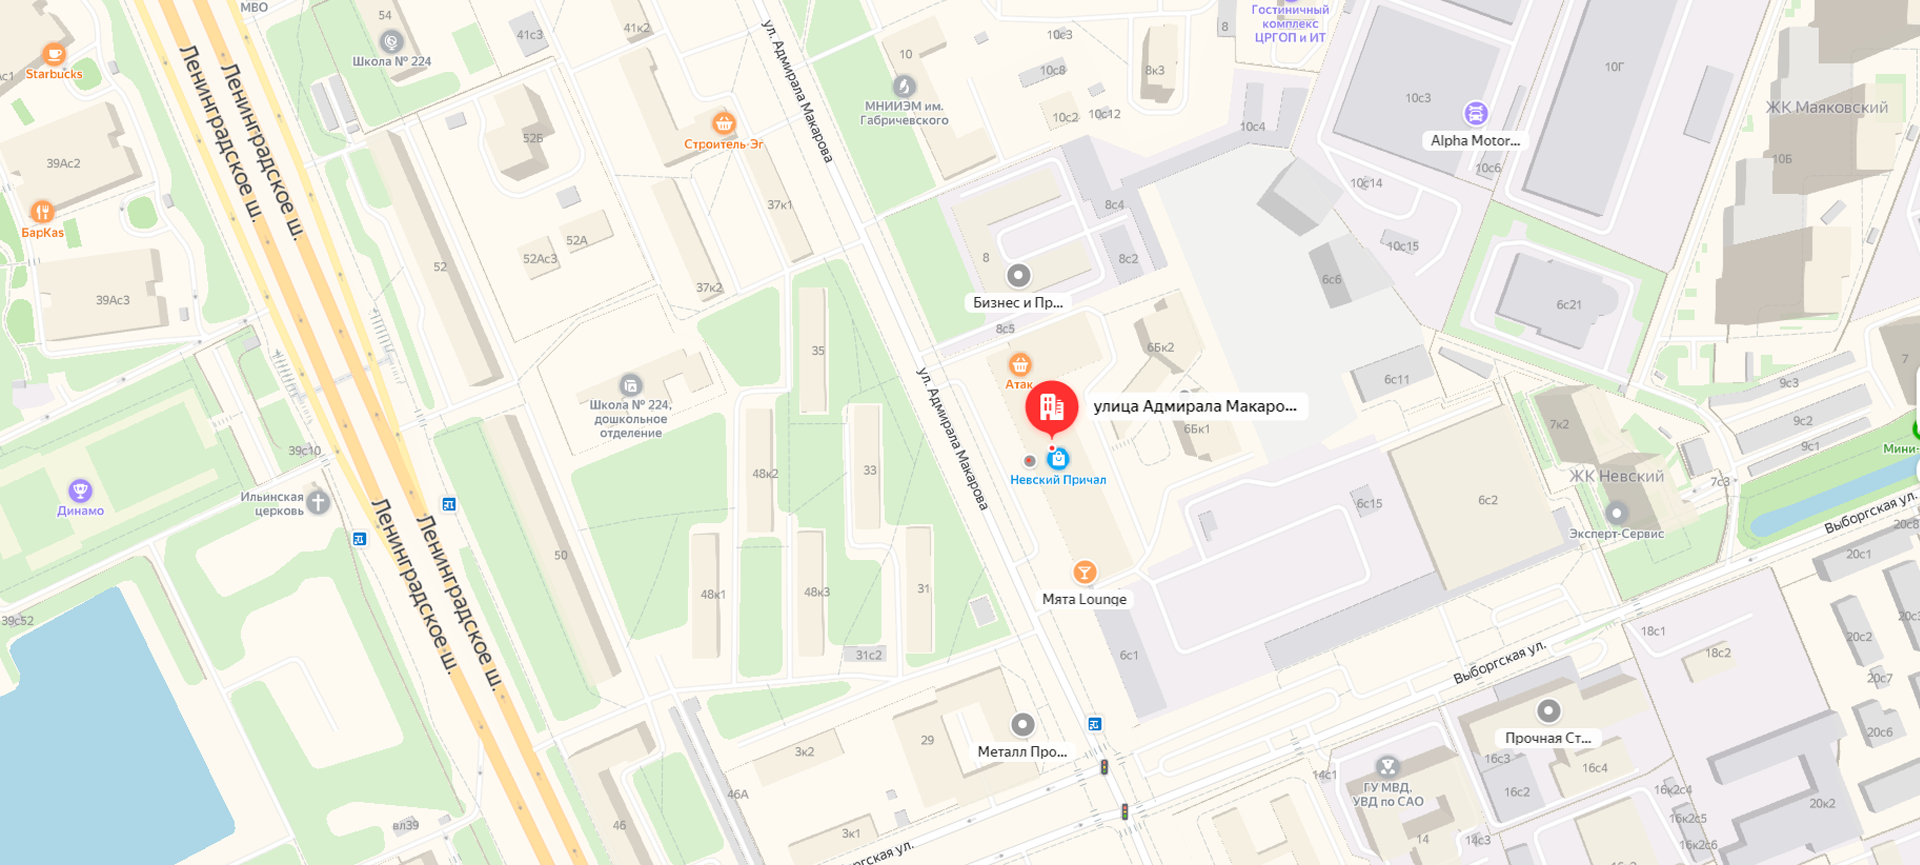 МВО
54
41с3
41к2
10
10с3
8
Гостиничный
комплекс
ЦРГОП и ИТ
Starbucks
Школа № 224
МНИИЭМ им.
Габричевского
10с8
8к3
10с2
10с12
10с4
10с3
Alpha Motor...
10с6
10Г
ЖК Маяковский
10Б
Ленинградское ш.
Ленинградское ш.
ул. Адмирала Макарова
39Ас2
52Б
Строитель-Эг
БарKas
37к1
52А
52Ас3
52
39Ас3
37к2
8
8с4
8с2
Бизнес и Пр...
10с14
10с15
6с6
6с21
8с5
35
6Бк2
Атак
6с11
7
9с3
9с2
9с1
Мини-
улица Адмирала Макаро...
Школа № 224,
дошкольное
отделение
ул. Адмирала Макарова
6Бк1
7к2
39с10
Динамо
Ильинская
церковь
48к2
33
Невский Причал
ЖК Невский
7с3
6с15
6с2
Эксперт-Сервис
Выборгская ул.
20с8
20с1
Ленинградское ш.
Ленинградское ш.
50
48к1
48к3
31
Мята Lounge
39с52
31с2
6с1
Выборгская ул.
18с1
18с2
20с2
20с3
20с7
20с6
3к2
29
Металл Про...
Прочная Ст...
46А
14с1
ГУ МВД,
УВД по САО
16с3
16с4
16с2
16к2с4
16к2с5
16к2с6
20к2
вл39
46
3к1
14
14с3